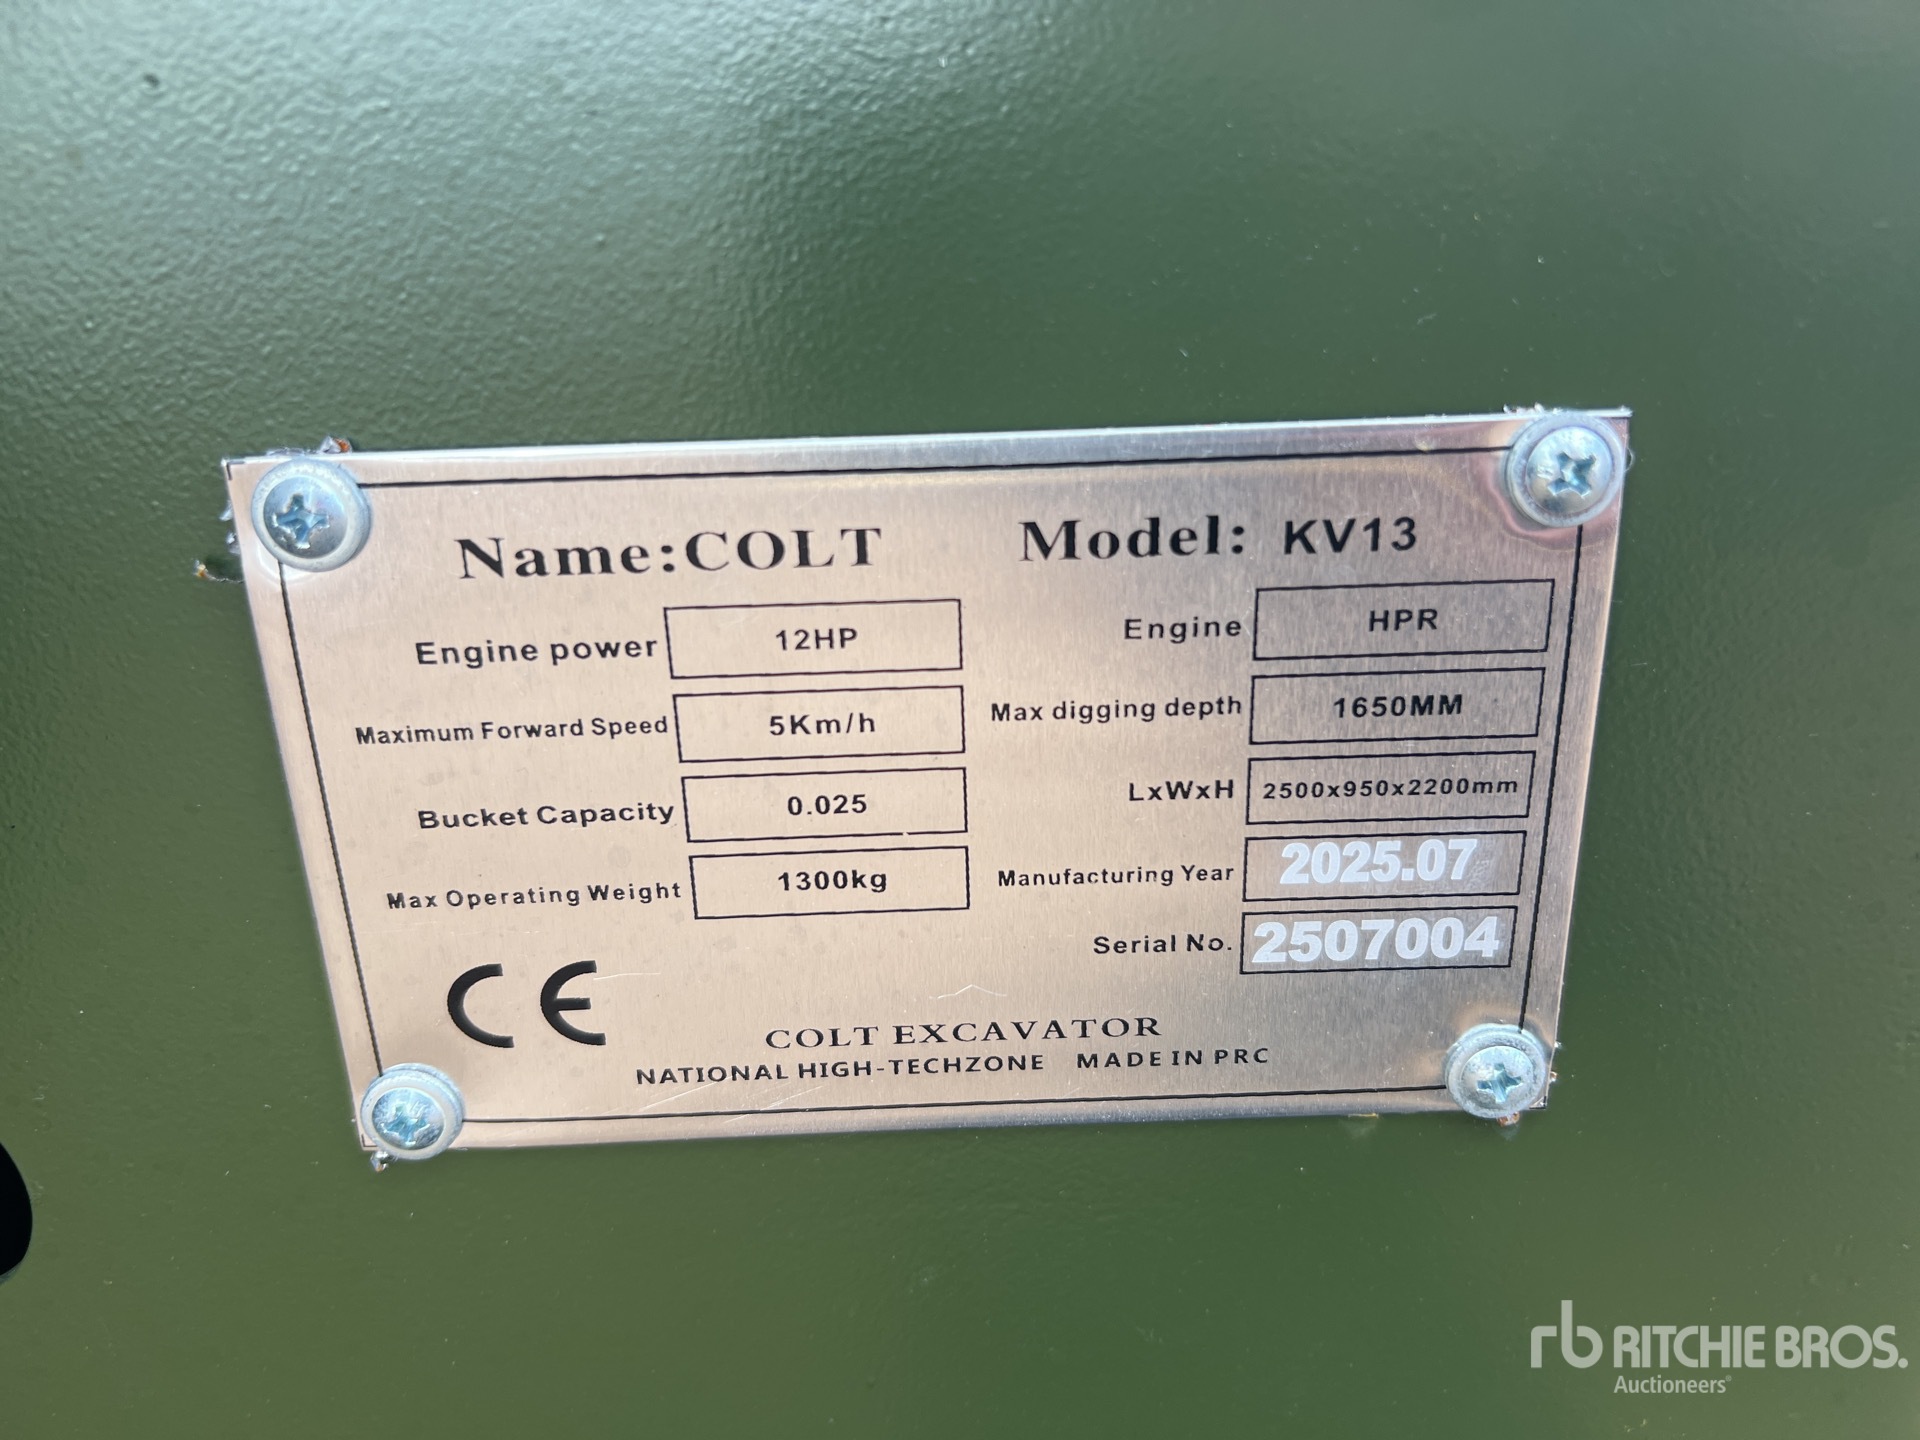 Name:COLT Model: KV13
Engine power 12HP Engine HPR
Maximum Forward Speed 5Km/h Max digging depth 1650MM
Bucket Capacity 0.025 LxWxH 2500x950x2200mm
Max Operating Weight 1300kg Manufacturing Year 2025.07
Serial No. 2507004
CE
COLT EXCAVATOR
NATIONAL HIGH-TECHZONE MADE IN PRC
rb RITCHIE BROS.
Auctioneers®